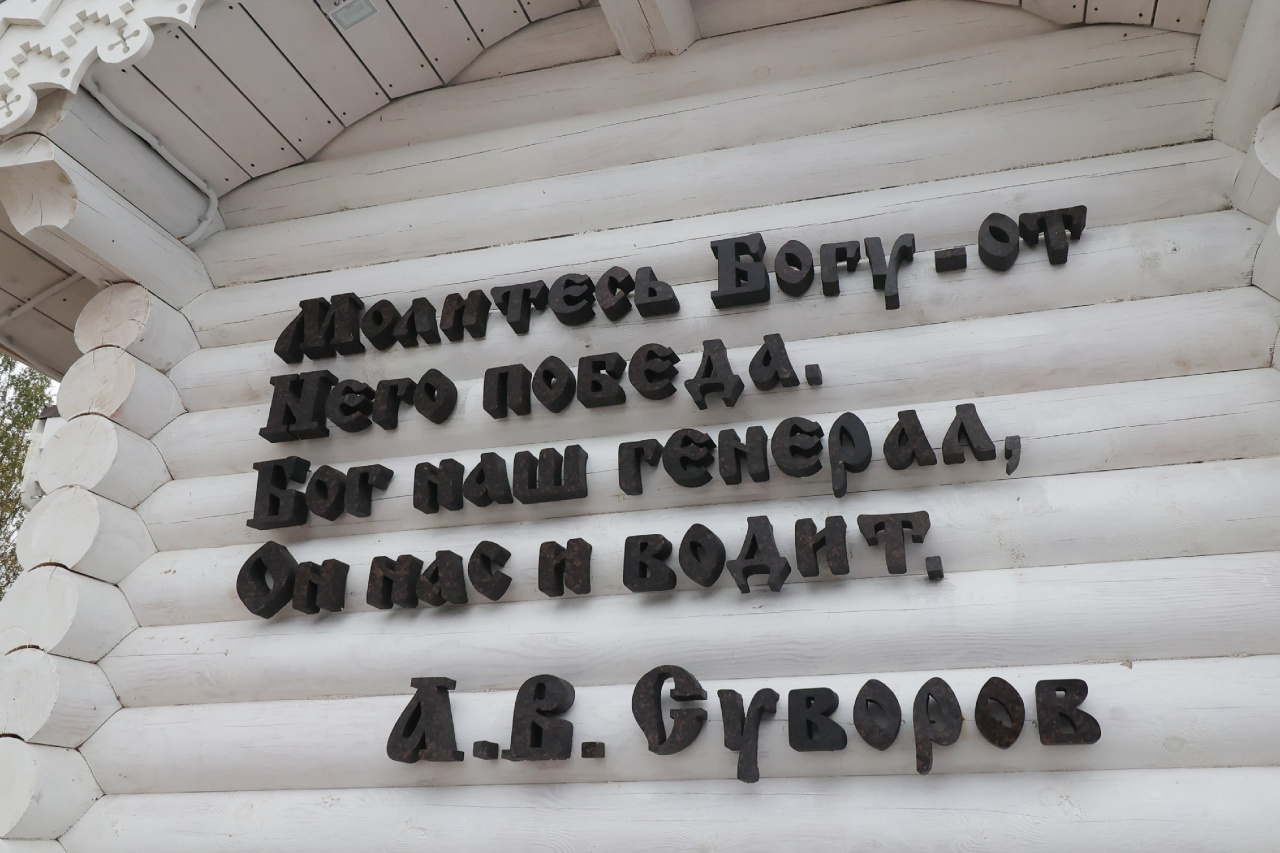 Молитесь Богу - от
Него победа.
Бог наш генерал,
Он нас и водит.
А.В. Суворов